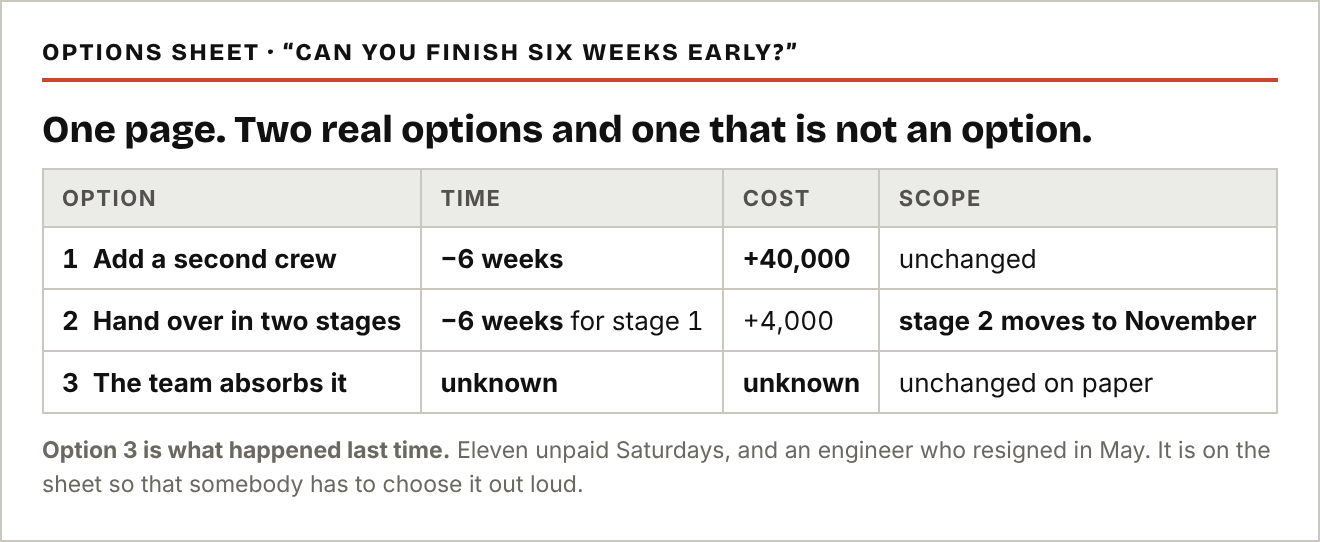 OPTIONS SHEET · “CAN YOU FINISH SIX WEEKS EARLY?”
One page. Two real options and one that is not an option.
OPTION TIME COST SCOPE
1 Add a second crew −6 weeks +40,000 unchanged
2 Hand over in two stages −6 weeks for stage 1 +4,000 stage 2 moves to November
3 The team absorbs it unknown unknown unchanged on paper
Option 3 is what happened last time. Eleven unpaid Saturdays, and an engineer who resigned in May. It is on the
sheet so that somebody has to choose it out loud.